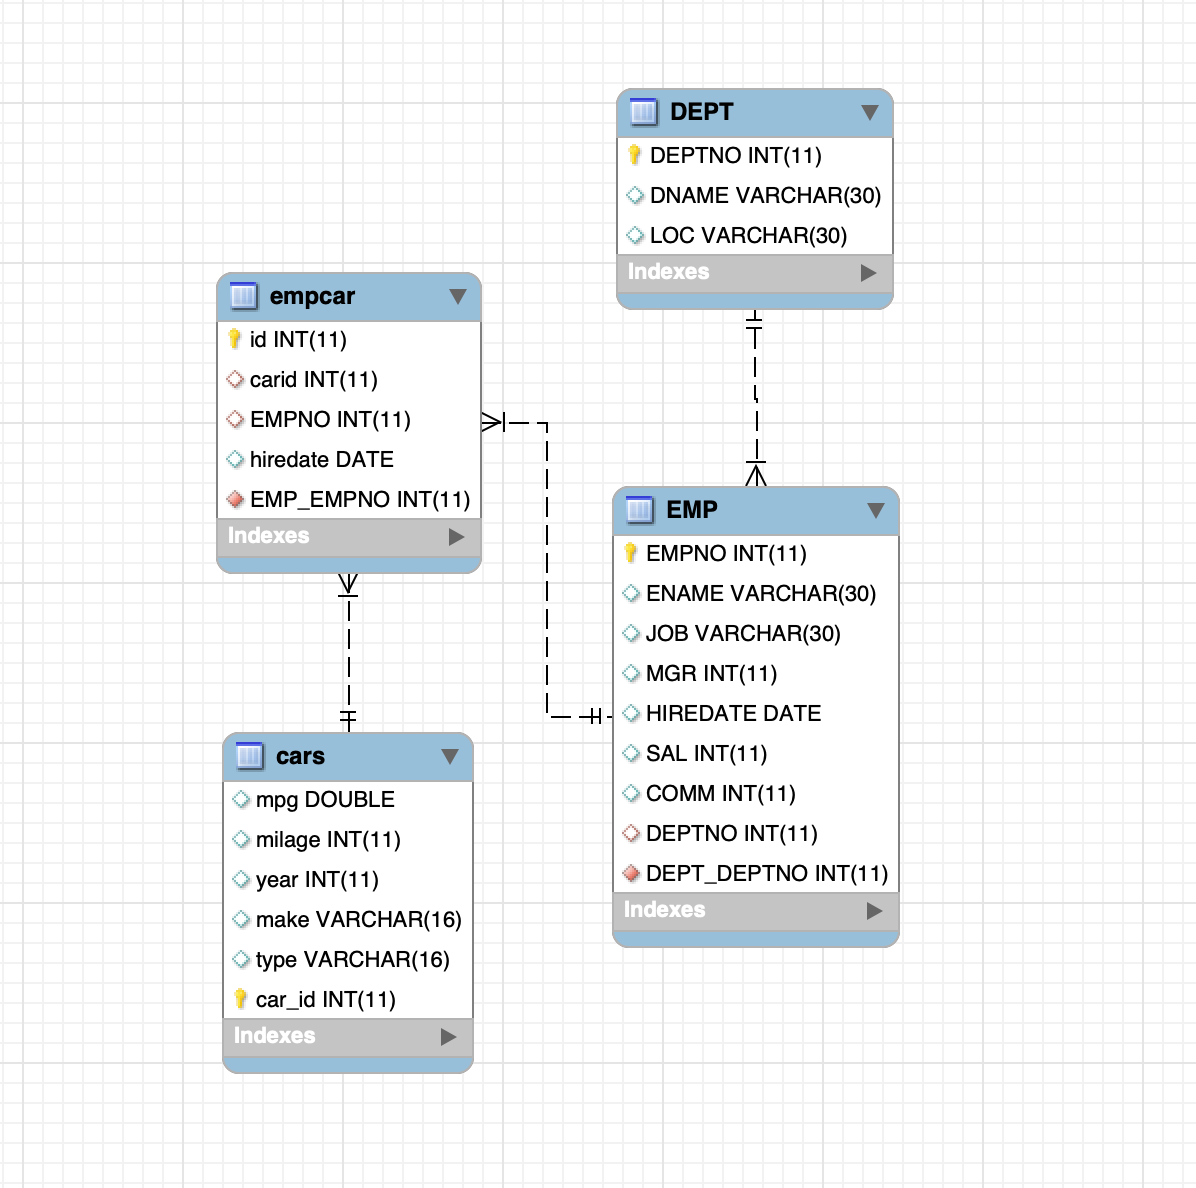 DEPT
DEPTNO INT(11)
DNAME VARCHAR(30)
LOC VARCHAR(30)
Indexes
empcar
id INT(11)
carid INT(11)
EMPNO INT(11)
hiredate DATE
EMP_EMPNO INT(11)
Indexes
EMP
EMPNO INT(11)
ENAME VARCHAR(30)
JOB VARCHAR(30)
MGR INT(11)
HIREDATE DATE
SAL INT(11)
COMM INT(11)
DEPTNO INT(11)
DEPT_DEPTNO INT(11)
Indexes
cars
mpg DOUBLE
milage INT(11)
year INT(11)
make VARCHAR(16)
type VARCHAR(16)
car_id INT(11)
Indexes